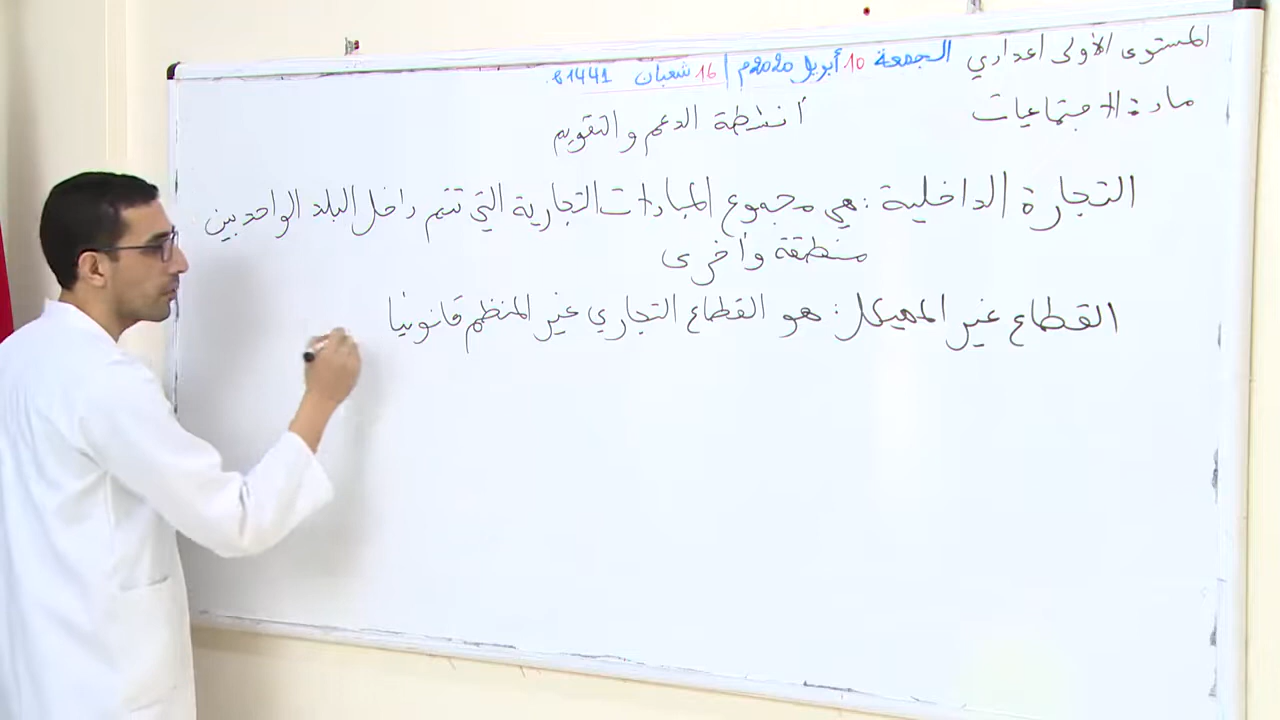 المستوى الأولى اعدادي الجمعة 10 أبريل 2020م | 16 شعبان 1441ه
مادة: الاجتماعيات
أنشطة الدعم والتقويم
التجارة الداخلية: هي مجموع المبادلات التجارية التي تتم داخل البلد الواحد بين
منطقة وأخرى
القطاع غير المهيكل: هو القطاع التجاري غير المنظم قانونيا